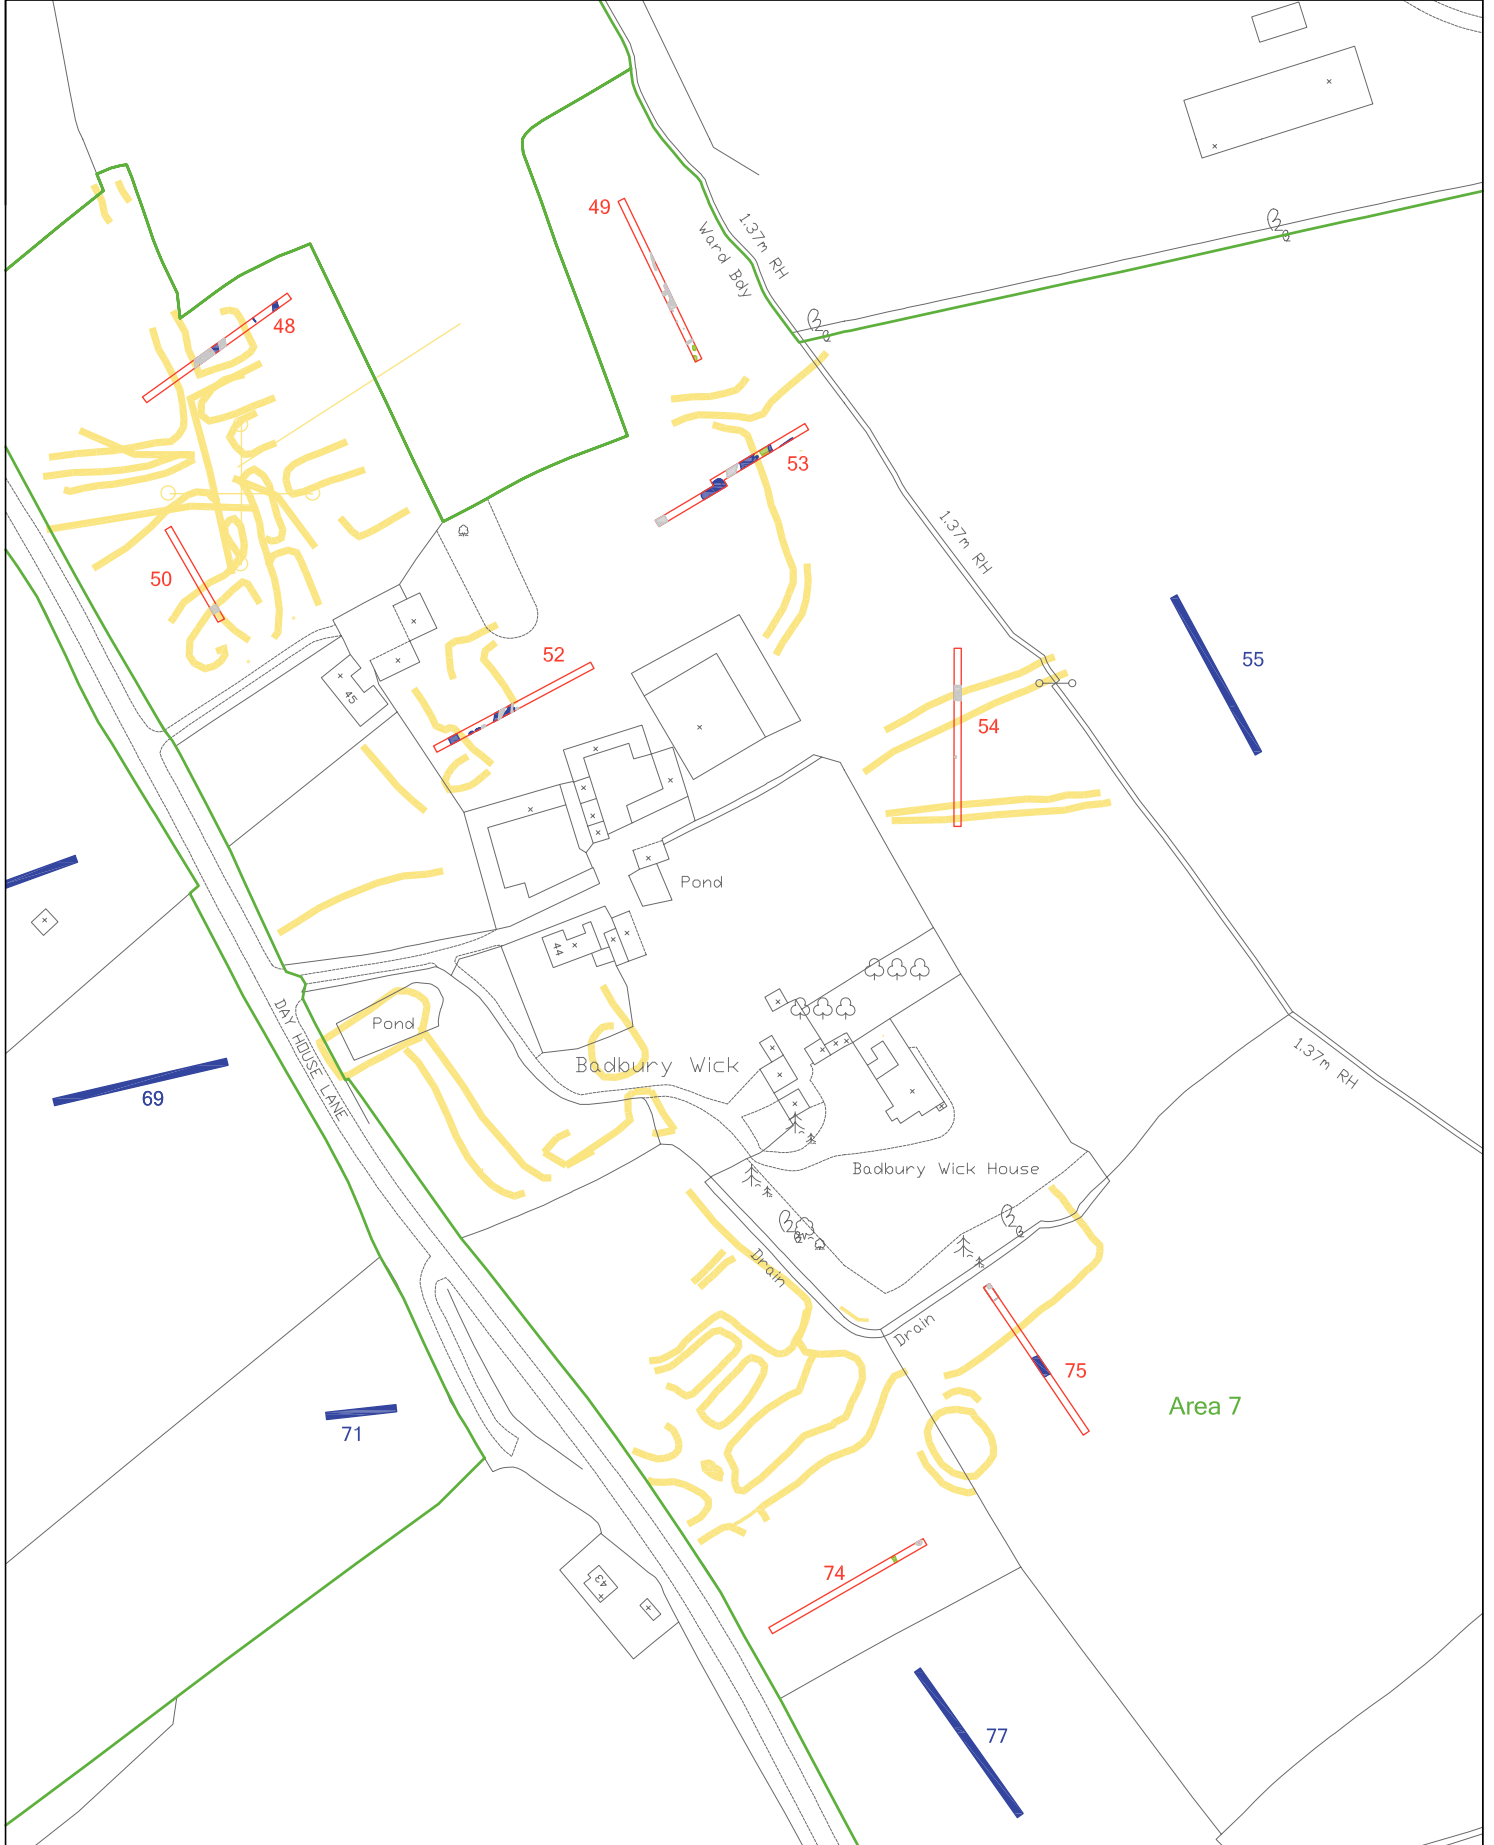 49
1.37m RH
Ward Bdy
48
53
1.37m RH
50
52
55
45
54
Pond
44
DAY HOUSE LANE
Pond
Badbury Wick
1.37m RH
69
Badbury Wick House
Drain
Drain
75
Area 7
71
74
43
77